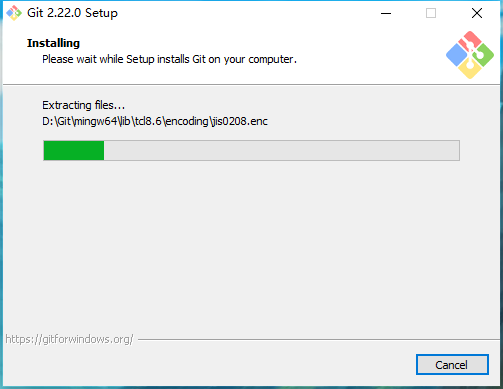 Git 2.22.0 Setup
Installing
Please wait while Setup installs Git on your computer.
Extracting files...
D:\Git\mingw64\lib\tcl8.6\encoding\jis0208.enc
https://gitforwindows.org/
Cancel